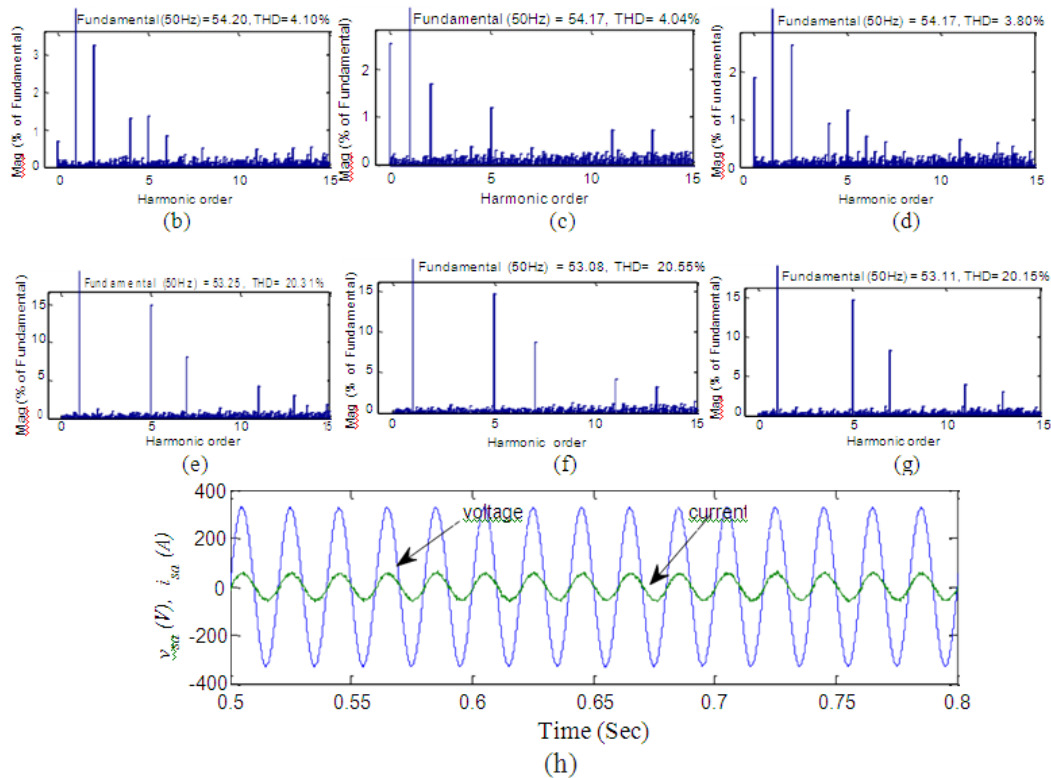 Fundamental(50Hz)=54.20, THD=4.10%
Mag (% of Fundamental)
3
2
1
0
0 5 10 15
Harmonic order
(b)
Fundamental (50Hz) = 54.17, THD= 4.04%
Mag (% of Fundamental)
2
1
0
0 5 10 15
Harmonic order
(c)
Fundamental (50Hz) = 54.17, THD= 3.80%
Mag (% of Fundamental)
2
1
0
0 5 10 15
Harmonic order
(d)
Fundamental (50Hz) = 53.25, THD= 20.31%
Mag (% of Fundamental)
15
10
5
0
0 5 10 15
Harmonic order
(e)
Fundamental (50Hz) = 53.08, THD= 20.55%
Mag (% of Fundamental)
15
10
5
0
0 5 10 15
Harmonic order
(f)
Fundamental (50Hz) = 53.11, THD= 20.15%
Mag (% of Fundamental)
15
10
5
0
0 5 10 15
Harmonic order
(g)
v_sa (V), i_sa (A)
400
200
0
-200
-400
voltage
current
0.5 0.55 0.6 0.65 0.7 0.75 0.8
Time (Sec)
(h)